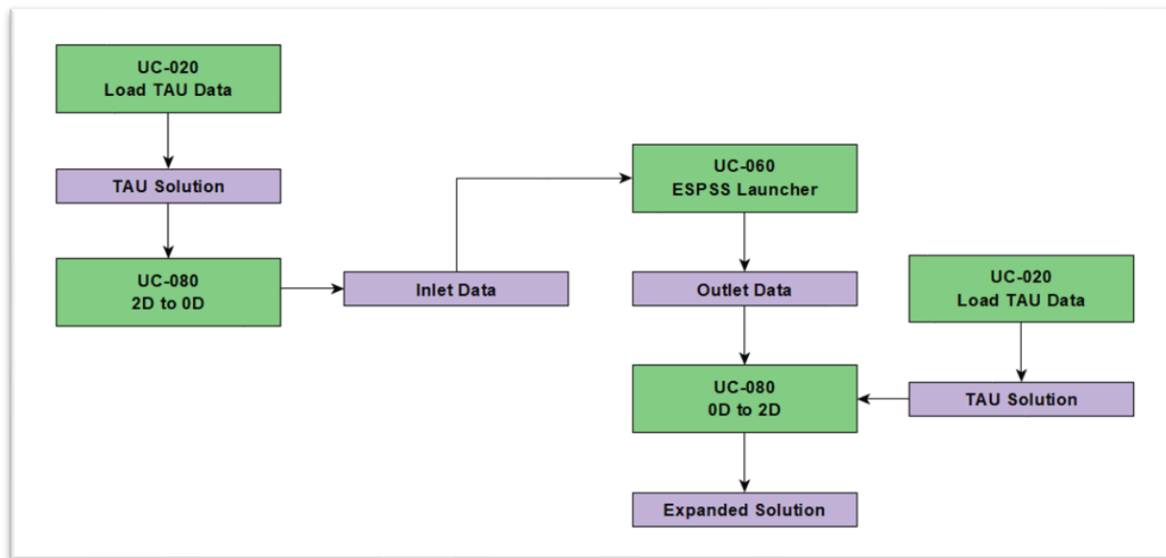 UC-020
Load TAU Data
TAU Solution
UC-080
2D to 0D
Inlet Data
UC-060
ESPSS Launcher
Outlet Data
UC-020
Load TAU Data
TAU Solution
UC-080
0D to 2D
Expanded Solution